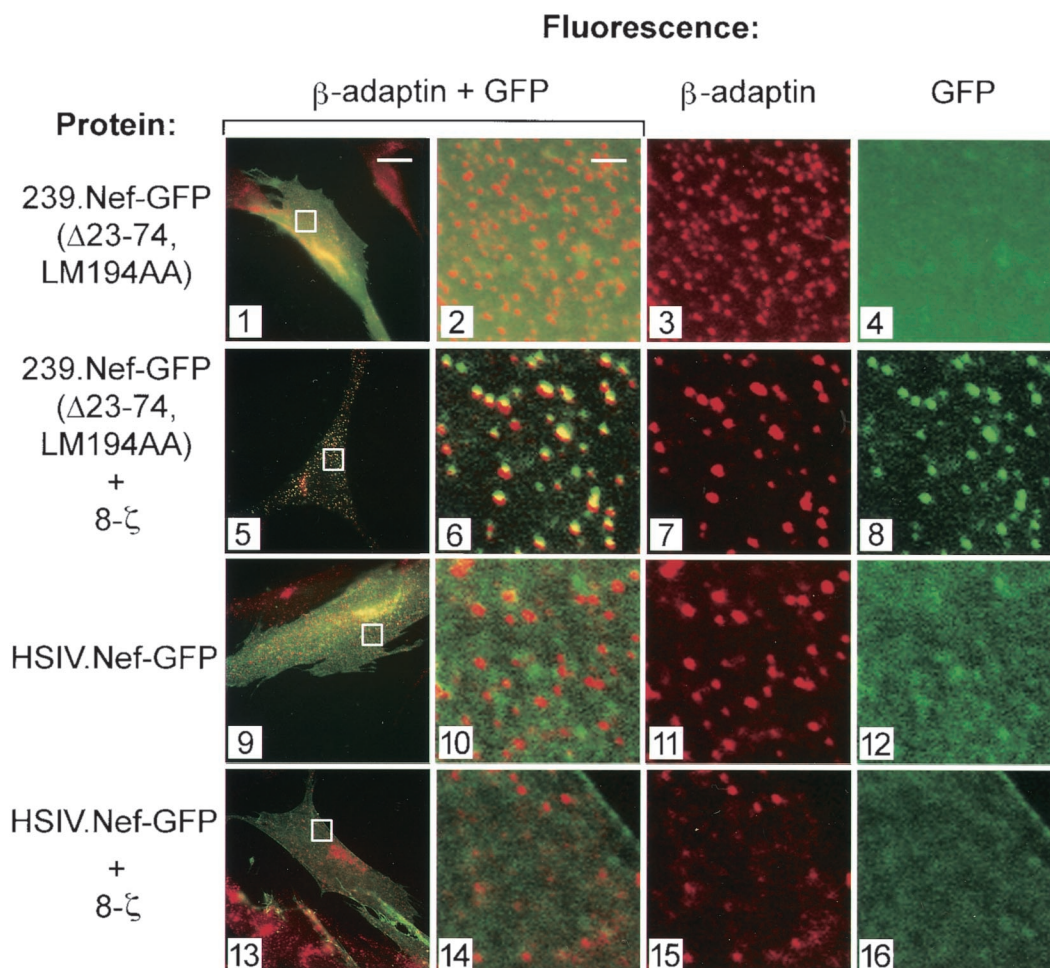 Fluorescence:
β-adaptin + GFP
β-adaptin
GFP
Protein:
239.Nef-GFP
(Δ23-74,
LM194AA)
1
2
3
4
239.Nef-GFP
(Δ23-74,
LM194AA)
+
8-ζ
5
6
7
8
HSIV.Nef-GFP
9
10
11
12
HSIV.Nef-GFP
+
8-ζ
13
14
15
16